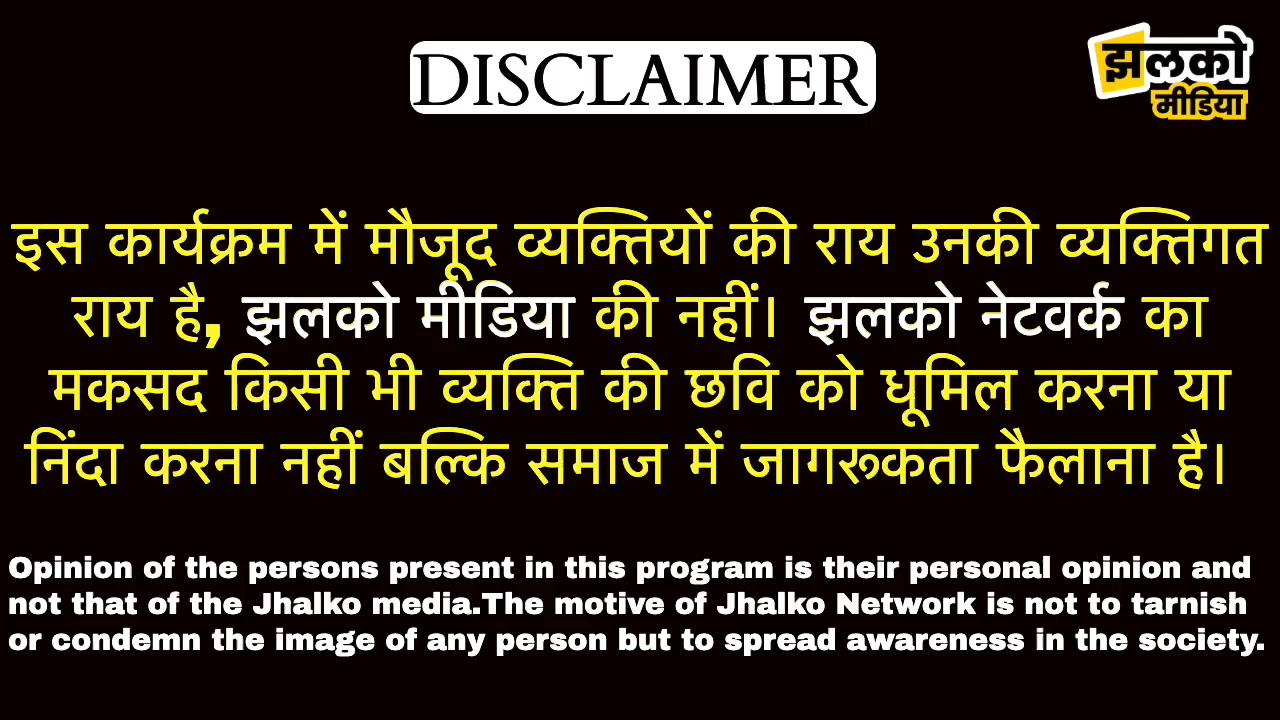 DISCLAIMER
झलको
मीडिया
इस कार्यक्रम में मौजूद व्यक्तियों की राय उनकी व्यक्तिगत
राय है, झलको मीडिया की नहीं। झलको नेटवर्क का
मकसद किसी भी व्यक्ति की छवि को धूमिल करना या
निंदा करना नहीं बल्कि समाज में जागरूकता फैलाना है।
Opinion of the persons present in this program is their personal opinion and
not that of the Jhalko media.The motive of Jhalko Network is not to tarnish
or condemn the image of any person but to spread awareness in the society.